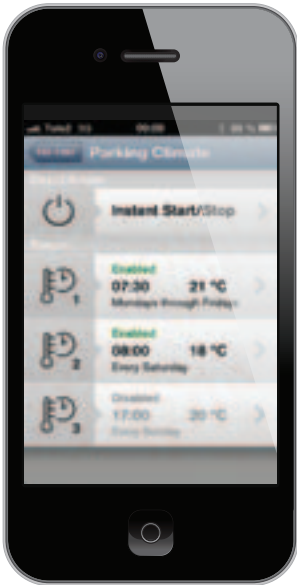 Parking Climate
Instant Start/Stop
Enabled
07:30 21 °C
1
Mondays through Fridays
Enabled
08:00 18 °C
2
Every Saturday
Disabled
17:00 20 °C
3
Every Sunday